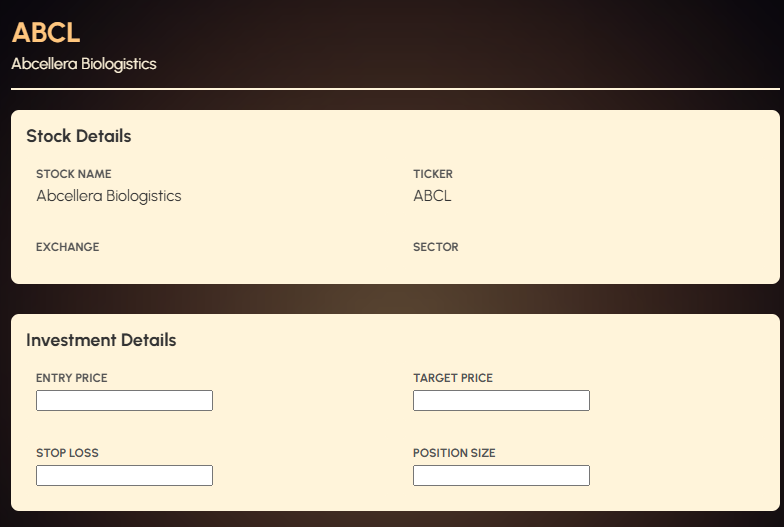 ABCL
Abcellera Biologistics
Stock Details
STOCK NAME
TICKER
Abcellera Biologistics
ABCL
EXCHANGE
SECTOR
Investment Details
ENTRY PRICE
TARGET PRICE
STOP LOSS
POSITION SIZE